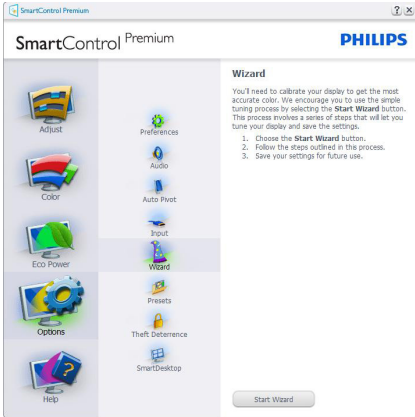 SmartControl Premium
? X
SmartControl Premium
PHILIPS
Adjust
Color
Eco Power
Options
Help
Preferences
Audio
Auto Pivot
Input
Wizard
Presets
Theft Deterrence
SmartDesktop
Wizard
You'll need to calibrate your display to get the most
accurate color. We encourage you to use the simple
tuning process by selecting the Start Wizard button.
This process involves a series of steps that will let you
tune your display and save the settings.
1. Choose the Start Wizard button.
2. Follow the steps outlined in this process.
3. Save your settings for future use.
Start Wizard